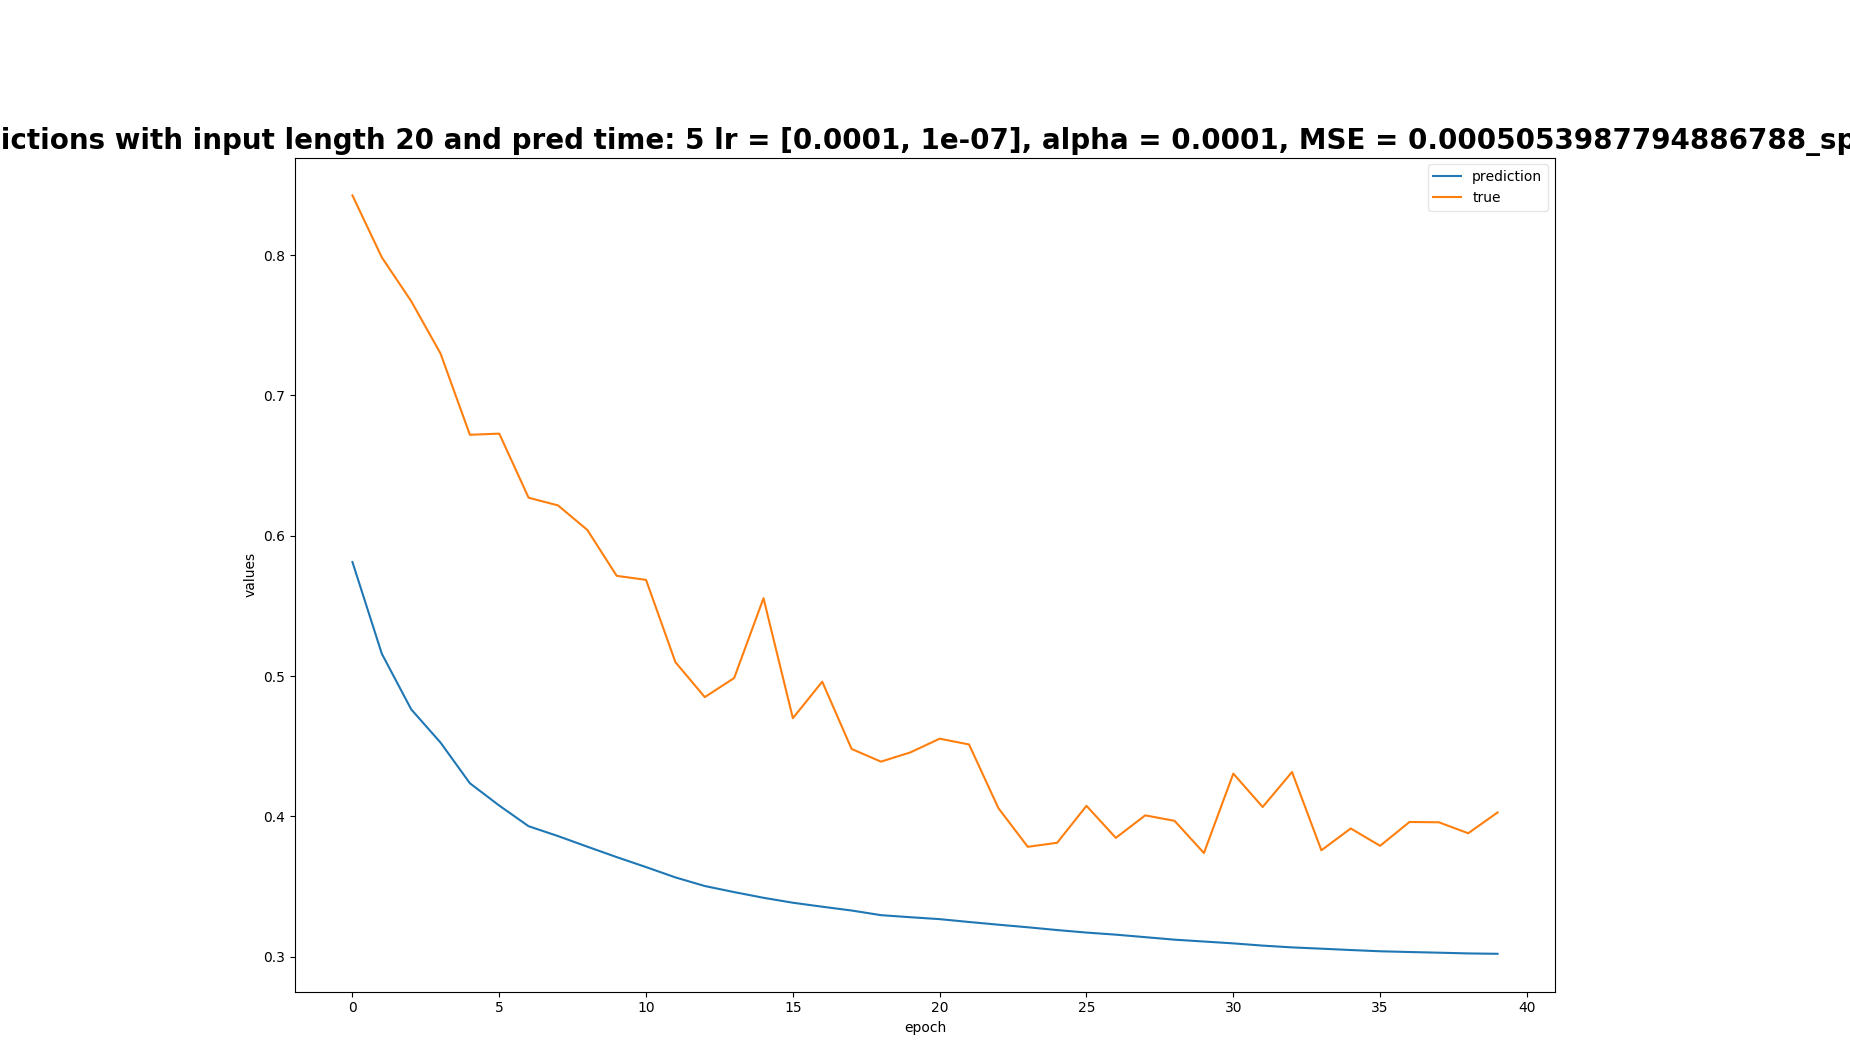 ictions with input length 20 and pred time: 5 lr = [0.0001, 1e-07], alpha = 0.0001, MSE = 0.0005053987794886788_sp
prediction
true
0.8
0.7
0.6
0.5
0.4
0.3
values
0 5 10 15 20 25 30 35 40
epoch